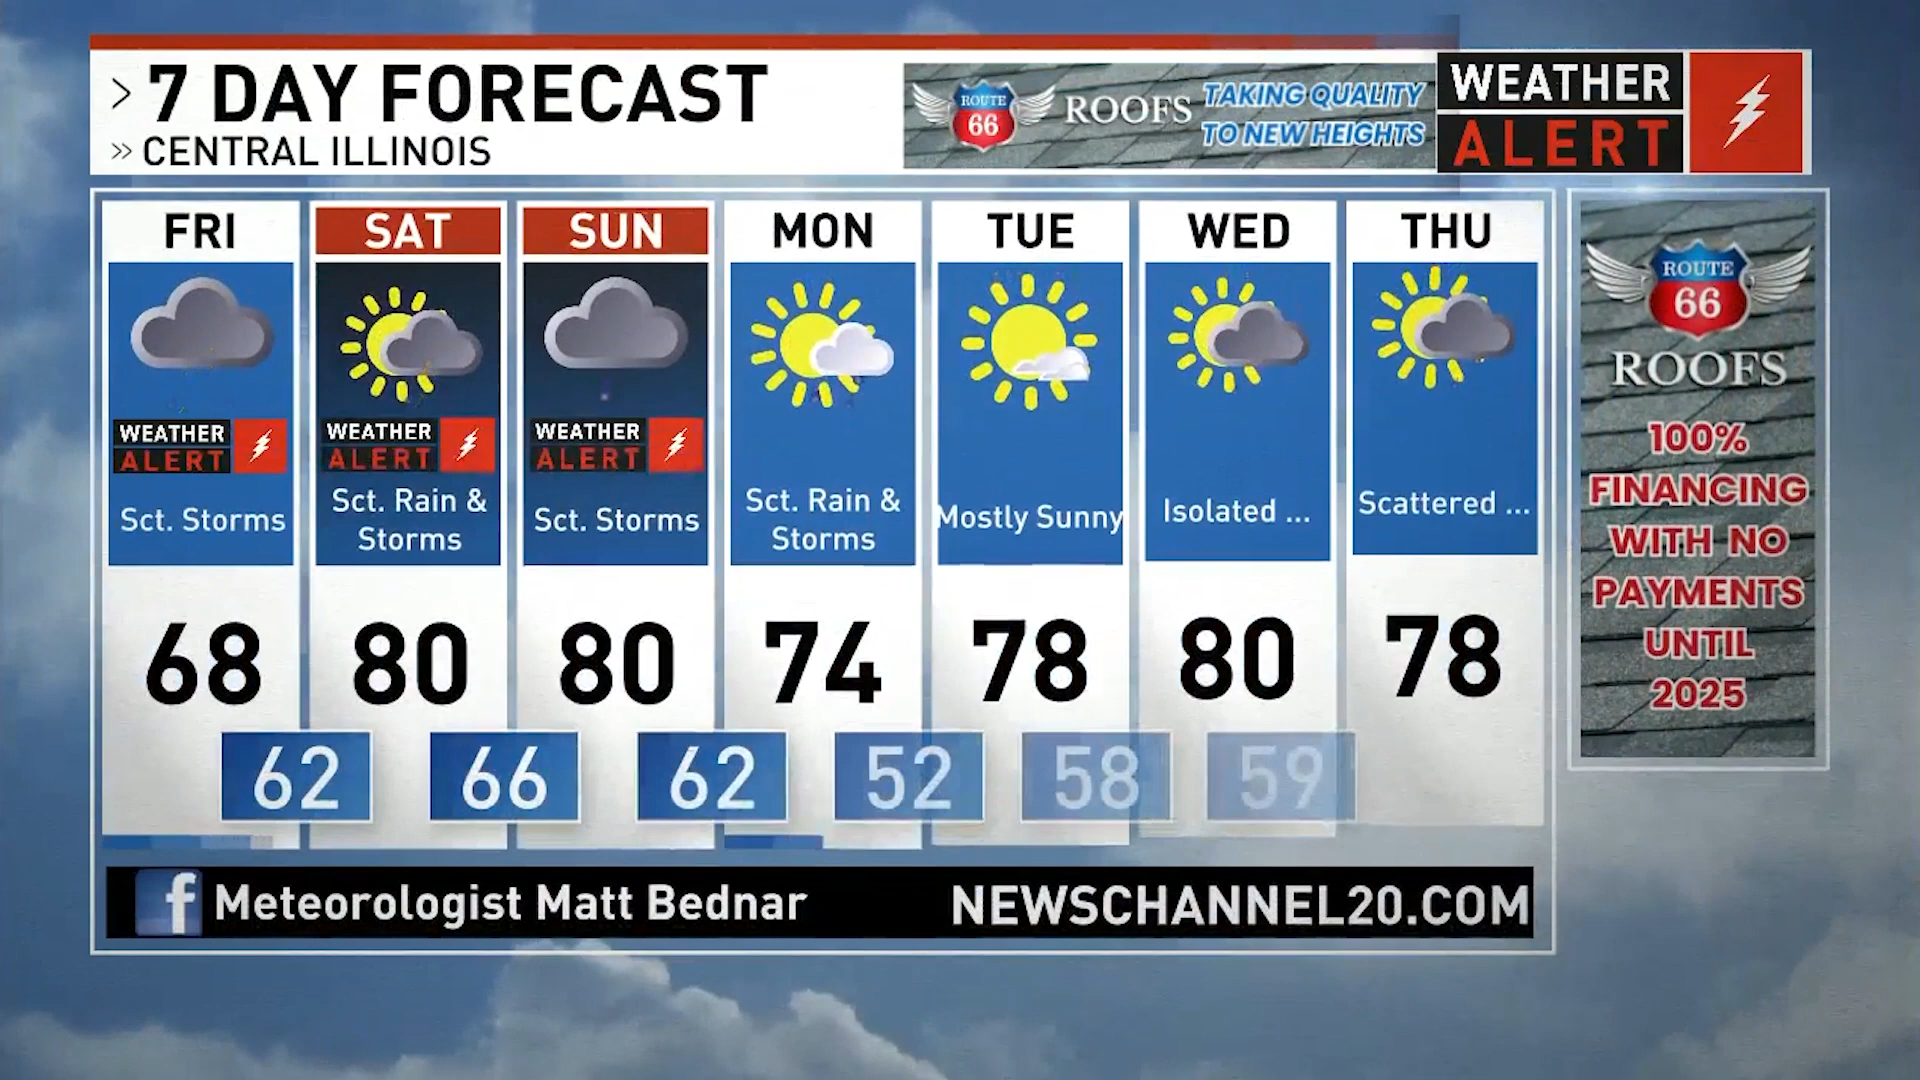 > 7 DAY FORECAST
>> CENTRAL ILLINOIS
ROUTE
66
ROOFS
TAKING QUALITY
TO NEW HEIGHTS
WEATHER
ALERT
FRI
SAT
SUN
MON
TUE
WED
THU
WEATHER
ALERT
WEATHER
ALERT
WEATHER
ALERT
Sct. Storms
Sct. Rain &
Storms
Sct. Storms
Sct. Rain &
Storms
Mostly Sunny
Isolated ...
Scattered ...
68
80
80
74
78
80
78
62
66
62
52
58
59
f Meteorologist Matt Bednar
NEWSCHANNEL20.COM
ROUTE
66
ROOFS
100%
FINANCING
WITH NO
PAYMENTS
UNTIL
2025